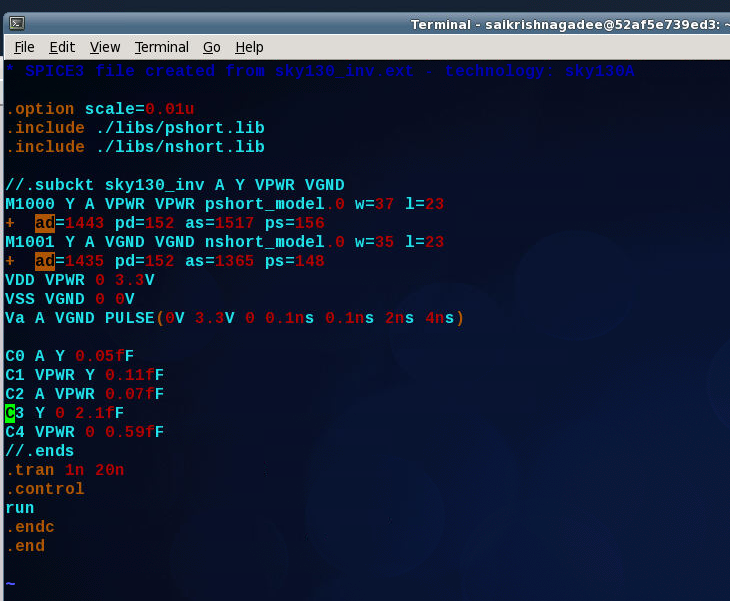 Terminal - saikrishnagadee@52af5e739ed3: ~
File Edit View Terminal Go Help
* SPICE3 file created from sky130_inv.ext - technology: sky130A
.option scale=0.01u
.include ./libs/pshort.lib
.include ./libs/nshort.lib
//.subckt sky130_inv A Y VPWR VGND
M1000 Y A VPWR VPWR pshort_model.0 w=37 l=23
+ ad=1443 pd=152 as=1517 ps=156
M1001 Y A VGND VGND nshort_model.0 w=35 l=23
+ ad=1435 pd=152 as=1365 ps=148
VDD VPWR 0 3.3V
VSS VGND 0 0V
Va A VGND PULSE(0V 3.3V 0 0.1ns 0.1ns 2ns 4ns)
C0 A Y 0.05fF
C1 VPWR Y 0.11fF
C2 A VPWR 0.07fF
C3 Y 0 2.1fF
C4 VPWR 0 0.59fF
//.ends
.tran 1n 20n
.control
run
.endc
.end
~